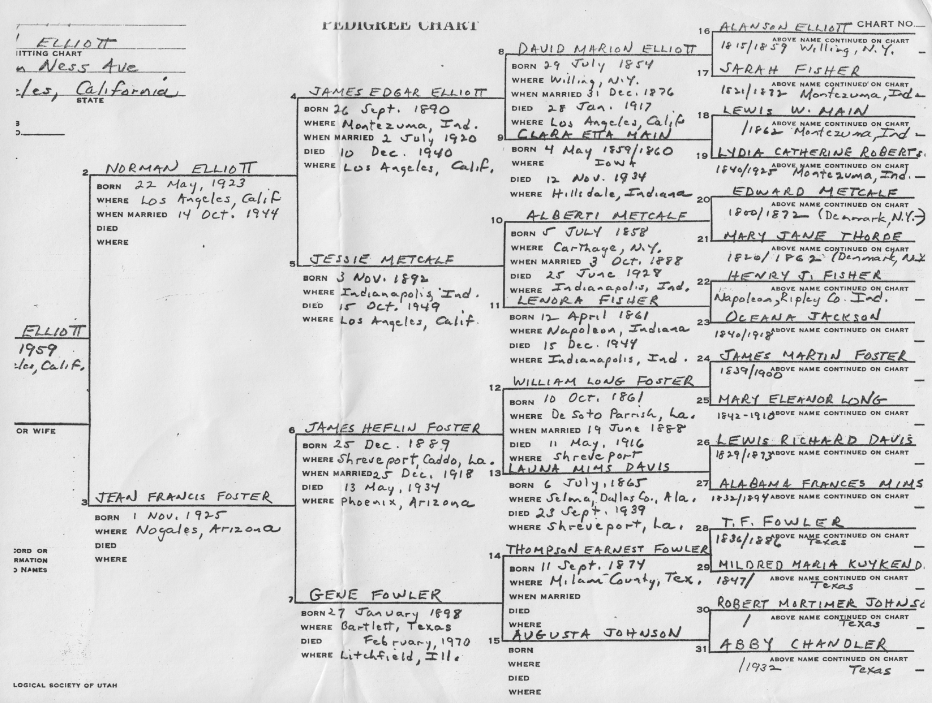 PEDIGREE CHART
CHART NO.
ELLIOTT
ITTING CHART
Ness Ave
les, California
STATE
ELLIOTT
1959
les, Calif.
OR WIFE
CORD OR
RMATION
D NAMES
LOGICAL SOCIETY OF UTAH
2 NORMAN ELLIOTT
BORN 22 May, 1923
WHERE Los Angeles, Calif
WHEN MARRIED 14 Oct. 1944
DIED
WHERE
3 JEAN FRANCIS FOSTER
BORN 1 Nov. 1925
WHERE Nogales, Arizona
DIED
WHERE
4 JAMES EDGAR ELLIOTT
BORN 26 Sept. 1890
WHERE Montezuma, Ind.
WHEN MARRIED 2 July 1920
DIED 10 Dec. 1940
WHERE Los Angeles, Calif.
5 JESSIE METCALF
BORN 3 Nov. 1892
WHERE Indianapolis, Ind.
DIED 15 Oct. 1949
WHERE Los Angeles, Calif.
6 JAMES HEFLIN FOSTER
BORN 25 Dec. 1889
WHERE Shreveport, Caddo, La.
WHEN MARRIED 25 Dec. 1918
DIED 13 May, 1934
WHERE Phoenix, Arizona
7 GENE FOWLER
BORN 27 January 1898
WHERE Bartlett, Texas
DIED February, 1970
WHERE Litchfield, Ill.
8 DAVID MARION ELLIOTT
BORN 29 July 1854
WHERE Willing, N.Y.
WHEN MARRIED 31 Dec. 1876
DIED 28 Jan. 1917
WHERE Los Angeles, Calif
9 CLARA ETTA MAIN
BORN 4 May 1859/1860
WHERE Iowa
DIED 12 Nov. 1934
WHERE Hillsdale, Indiana
10 ALBERTI METCALF
BORN 5 JULY 1858
WHERE Carthage, N.Y.
WHEN MARRIED 3 Oct. 1888
DIED 25 June 1928
WHERE Indianapolis, Ind.
11 LENORA FISHER
BORN 12 April 1861
WHERE Napoleon, Indiana
DIED 15 Dec. 1944
WHERE Indianapolis, Ind.
12 WILLIAM LONG FOSTER
BORN 10 Oct. 1861
WHERE De Soto Parrish, La.
WHEN MARRIED 19 June 1888
DIED 11 May, 1916
WHERE Shreveport
13 LAUNA MIMS DAVIS
BORN 6 July, 1865
WHERE Selma, Dallas Co., Ala.
DIED 23 Sept. 1939
WHERE Shreveport, La.
14 THOMPSON EARNEST FOWLER
BORN 11 Sept. 1874
WHERE Milam County, Tex.
WHEN MARRIED
DIED
WHERE
15 AUGUSTA JOHNSON
BORN
WHERE
DIED
WHERE
16 ALANSON ELLIOTT
ABOVE NAME CONTINUED ON CHART
1815/1859 Willing, N.Y.
17 SARAH FISHER
ABOVE NAME CONTINUED ON CHART
1821/1872 Montezuma, Ind
18 LEWIS W. MAIN
ABOVE NAME CONTINUED ON CHART
/1862 Montezuma, Ind
19 LYDIA CATHERINE ROBERTS
ABOVE NAME CONTINUED ON CHART
1840/1925 Montezuma, Ind.
20 EDWARD METCALF
ABOVE NAME CONTINUED ON CHART
1800/1872 (Denmark, N.Y.)
21 MARY JANE THORDE
ABOVE NAME CONTINUED ON CHART
1820/1862 (Denmark, N.Y.
22 HENRY J. FISHER
ABOVE NAME CONTINUED ON CHART
Napoleon, Ripley Co. Ind.
23 OCEANA JACKSON
ABOVE NAME CONTINUED ON CHART
1840/1918
24 JAMES MARTIN FOSTER
ABOVE NAME CONTINUED ON CHART
1839/1900
25 MARY ELEANOR LONG
ABOVE NAME CONTINUED ON CHART
1842-1910
26 LEWIS RICHARD DAVIS
ABOVE NAME CONTINUED ON CHART
1829/1873
27 ALABAMA FRANCES MIMS
ABOVE NAME CONTINUED ON CHART
1832/1894
28 T.F. FOWLER
ABOVE NAME CONTINUED ON CHART
1836/1886 Texas
29 MILDRED MARIA KUYKEND
ABOVE NAME CONTINUED ON CHART
1847/ Texas
30 ROBERT MORTIMER JOHNSO
ABOVE NAME CONTINUED ON CHART
/ Texas
31 ABBY CHANDLER
ABOVE NAME CONTINUED ON CHART
/1932 Texas